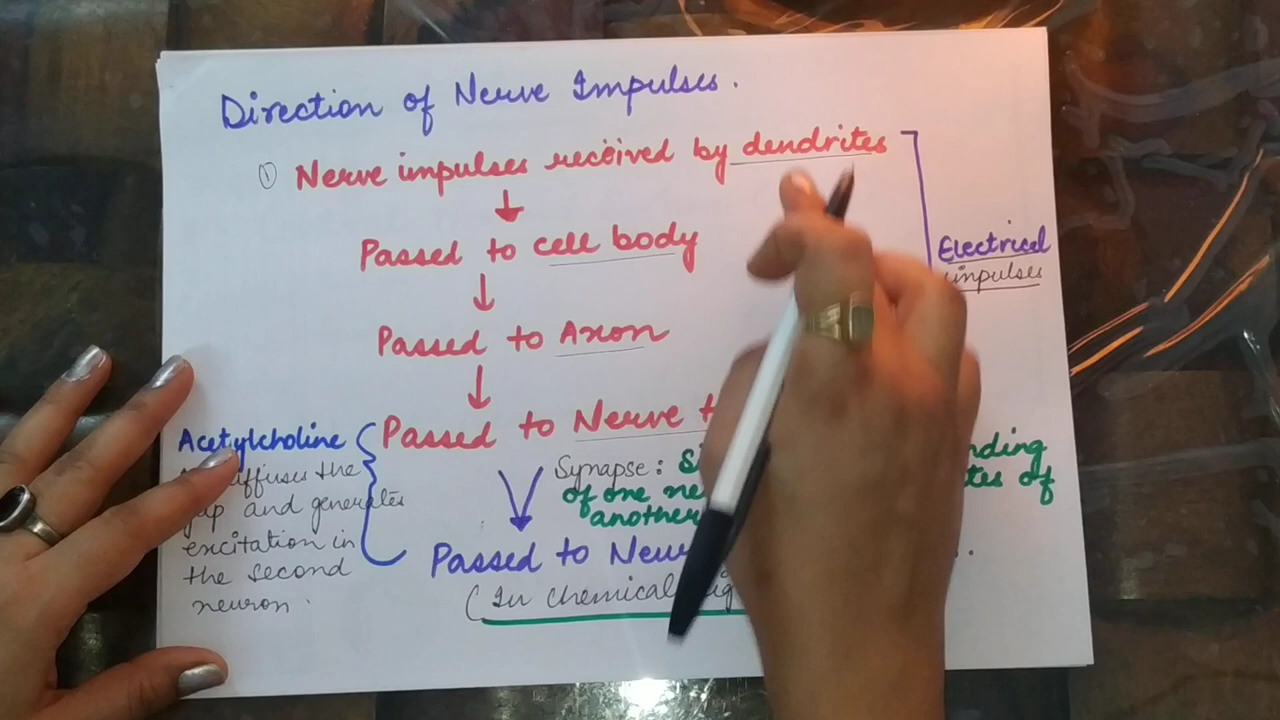 Direction of Nerve Impulses.
① Nerve impulses received by dendrites
↓
Passed to cell body
↓
Passed to Axon
↓
Passed to Nerve
Electrical
impulses
Acetylcholine
diffuses the
and generates
excitation in
the second
neuron.
Synapse:
of one
another
of
Passed to
(In chemical